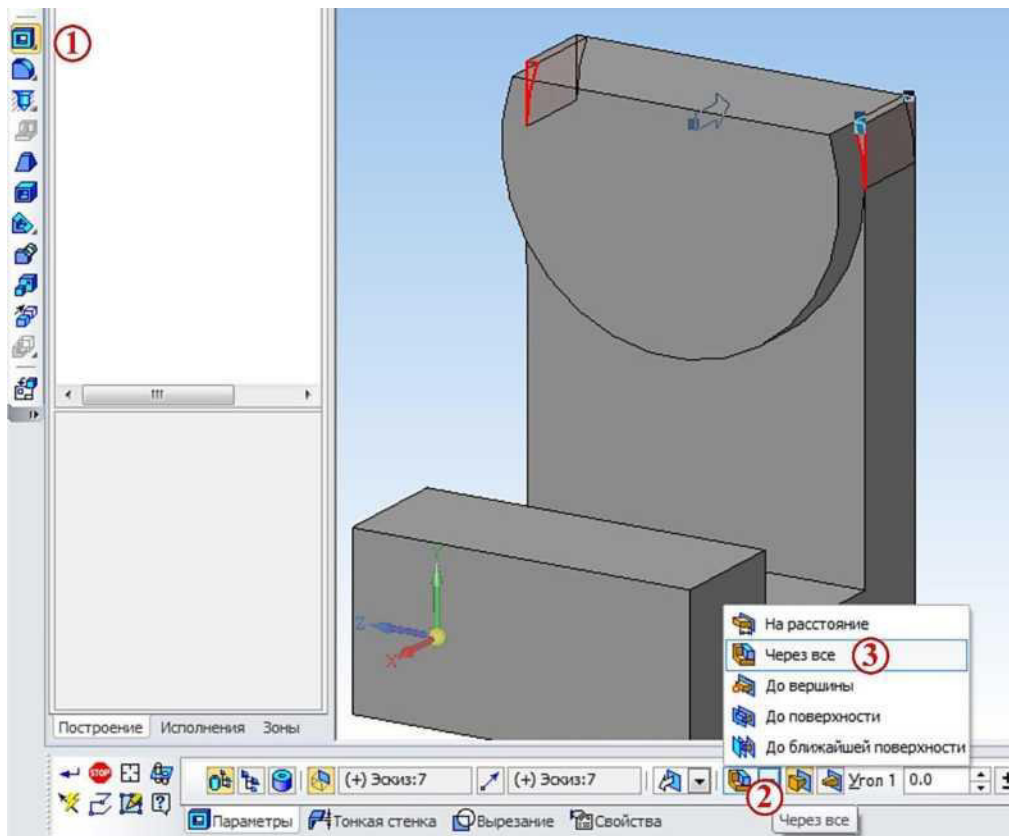 1
Y
Z
X
На расстояние
Через все 3
До вершины
До поверхности
До ближайшей поверхности
Построение Исполнения Зоны
STOP (+) Эскиз:7 (+) Эскиз:7 Угол 1 0.0
2
Параметры Тонкая стенка Вырезание Свойства Через все